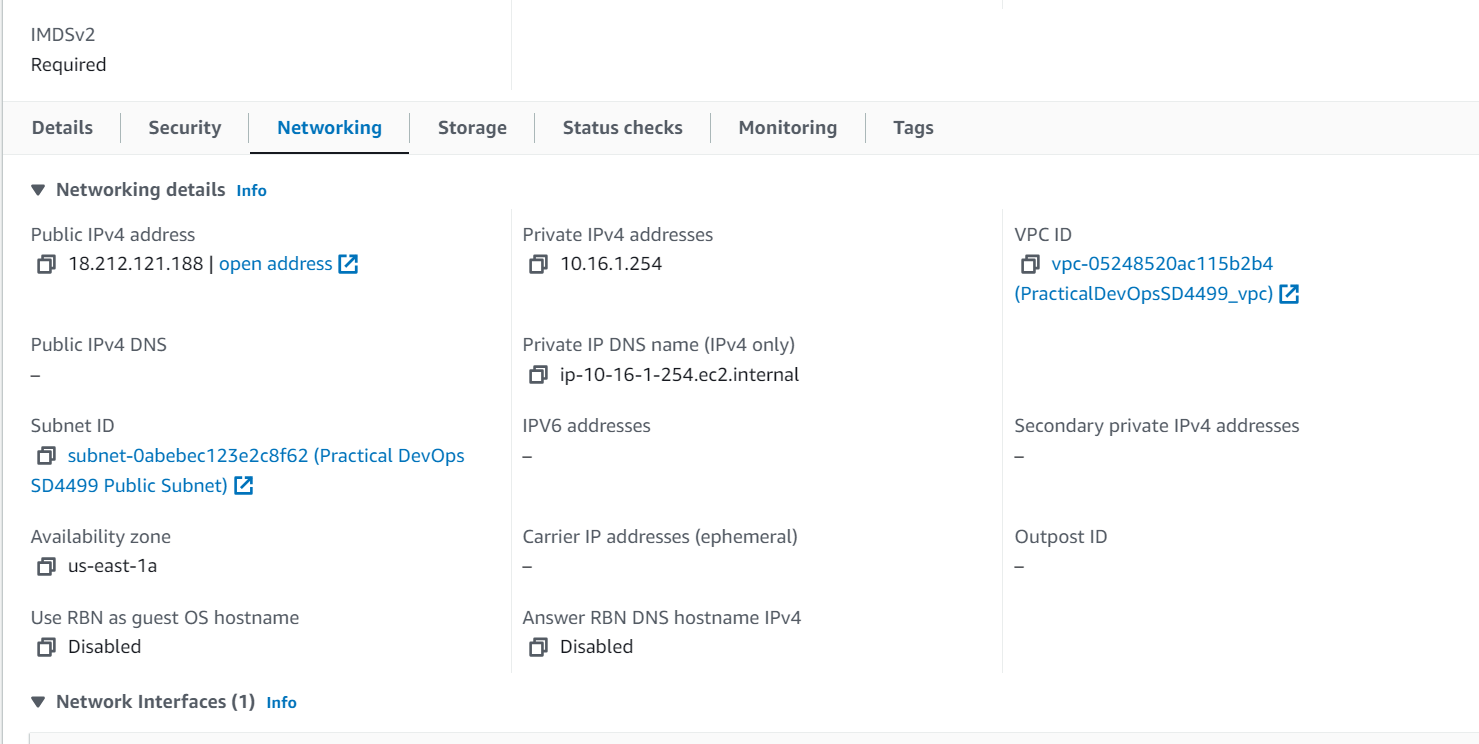 IMDSv2
Required
Details
Security
Networking
Storage
Status checks
Monitoring
Tags
Networking details Info
Public IPv4 address
18.212.121.188 | open address
Private IPv4 addresses
10.16.1.254
VPC ID
vpc-05248520ac115b2b4
(PracticalDevOpsSD4499_vpc)
Public IPv4 DNS
–
Private IP DNS name (IPv4 only)
ip-10-16-1-254.ec2.internal
Subnet ID
subnet-0abebec123e2c8f62 (Practical DevOps
SD4499 Public Subnet)
IPV6 addresses
–
Secondary private IPv4 addresses
–
Availability zone
us-east-1a
Carrier IP addresses (ephemeral)
–
Outpost ID
–
Use RBN as guest OS hostname
Disabled
Answer RBN DNS hostname IPv4
Disabled
Network Interfaces (1) Info